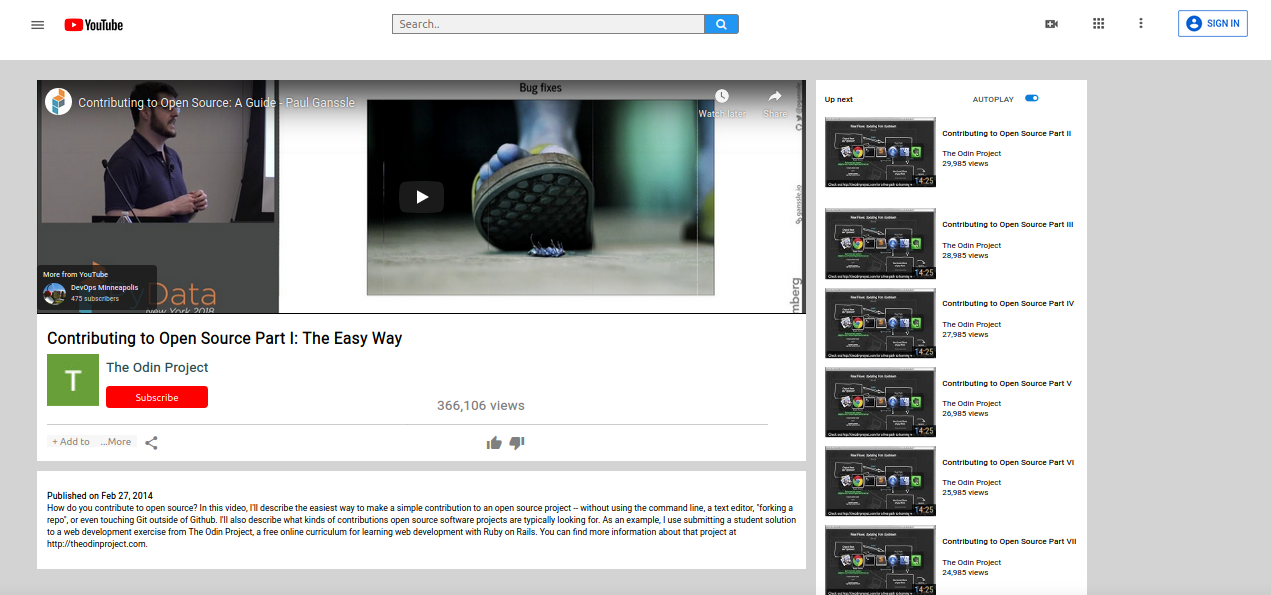 YouTube
Search..
SIGN IN
Contributing to Open Source: A Guide - Paul Ganssle
Bug fixes
Watch later
Share
ganssle.io
mberg
More from YouTube
DevOps Minneapolis
475 subscribers
Data
New York 2018
Contributing to Open Source Part I: The Easy Way
T
The Odin Project
Subscribe
366,106 views
+ Add to
...More
Published on Feb 27, 2014
How do you contribute to open source? In this video, I'll describe the easiest way to make a simple contribution to an open source project -- without using the command line, a text editor, "forking a
repo", or even touching Git outside of Github. I'll also describe what kinds of contributions open source software projects are typically looking for. As an example, I use submitting a student solution
to a web development exercise from The Odin Project, a free online curriculum for learning web development with Ruby on Rails. You can find more information about that project at
http://theodinproject.com.
Up next
AUTOPLAY
14:25
Contributing to Open Source Part II
The Odin Project
29,985 views
14:25
Contributing to Open Source Part III
The Odin Project
28,985 views
14:25
Contributing to Open Source Part IV
The Odin Project
27,985 views
14:25
Contributing to Open Source Part V
The Odin Project
26,985 views
14:25
Contributing to Open Source Part VI
The Odin Project
25,985 views
14:25
Contributing to Open Source Part VII
The Odin Project
24,985 views